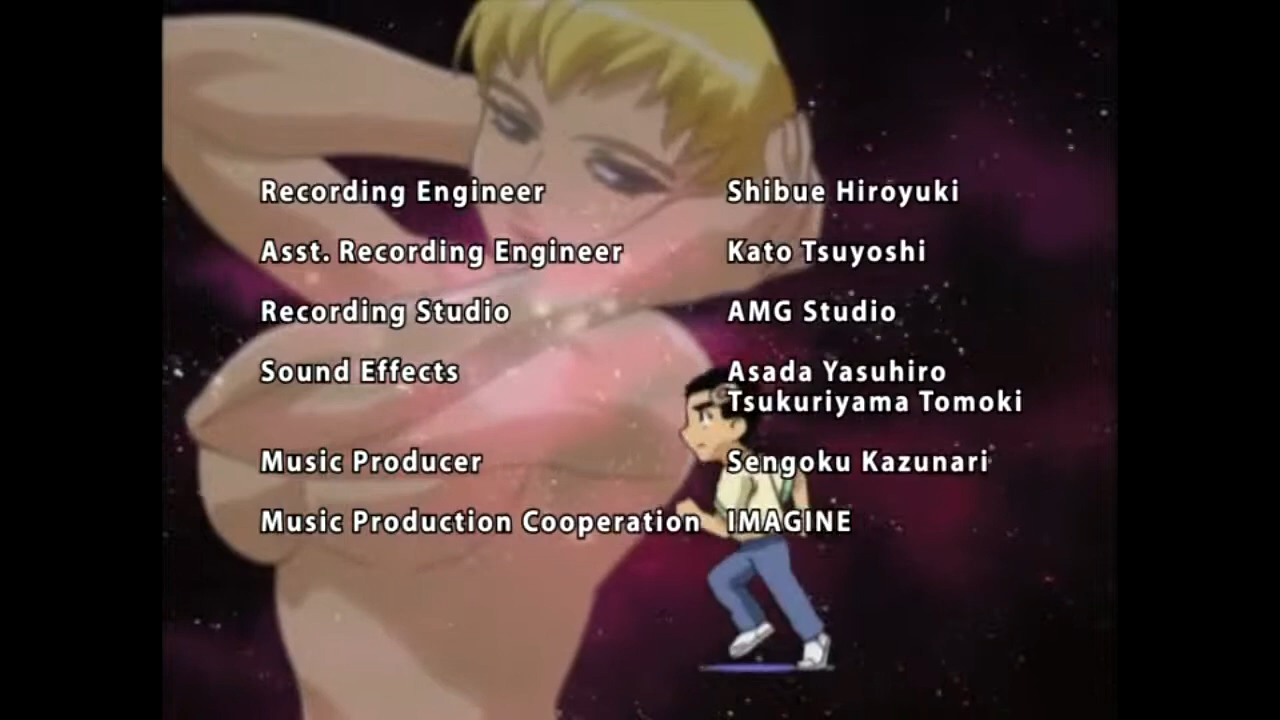 Recording Engineer Shibue Hiroyuki
Asst. Recording Engineer Kato Tsuyoshi
Recording Studio AMG Studio
Sound Effects Asada Yasuhiro
Tsukuriyama Tomoki
Music Producer Sengoku Kazunari
Music Production Cooperation IMAGINE